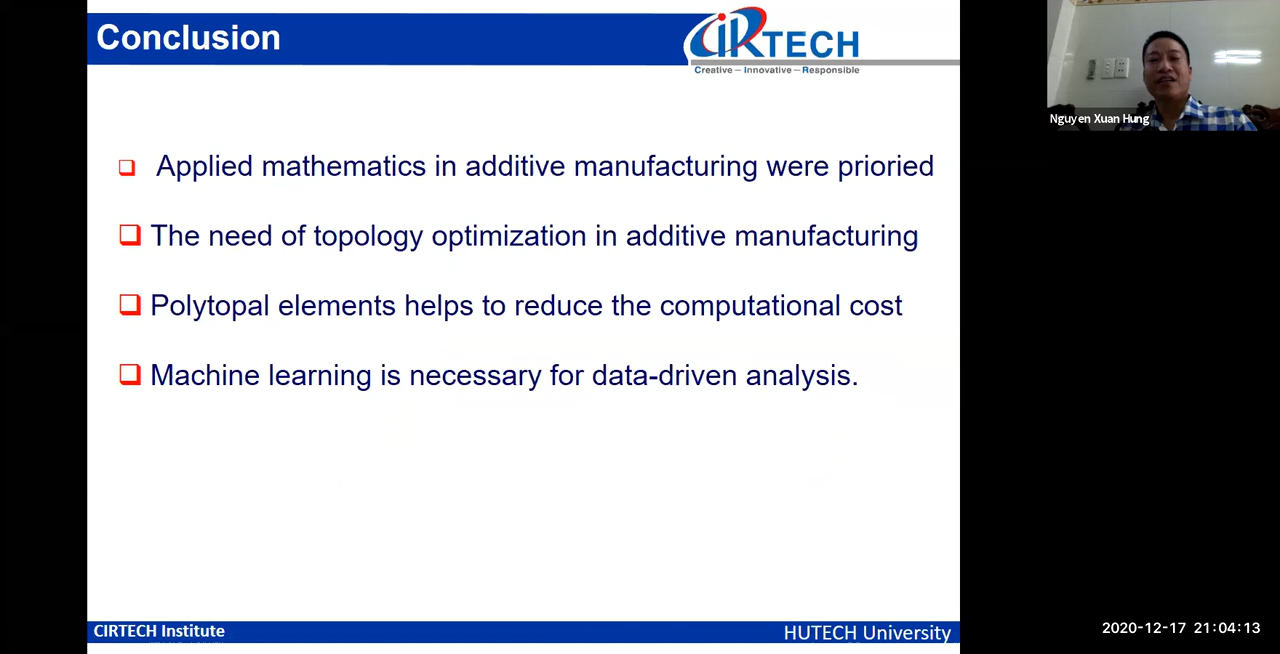 Conclusion
CIRTECH
Creative – Innovative – Responsible
Nguyen Xuan Hung
Applied mathematics in additive manufacturing were prioried
The need of topology optimization in additive manufacturing
Polytopal elements helps to reduce the computational cost
Machine learning is necessary for data-driven analysis.
CIRTECH Institute
HUTECH University
2020-12-17 21:04:13